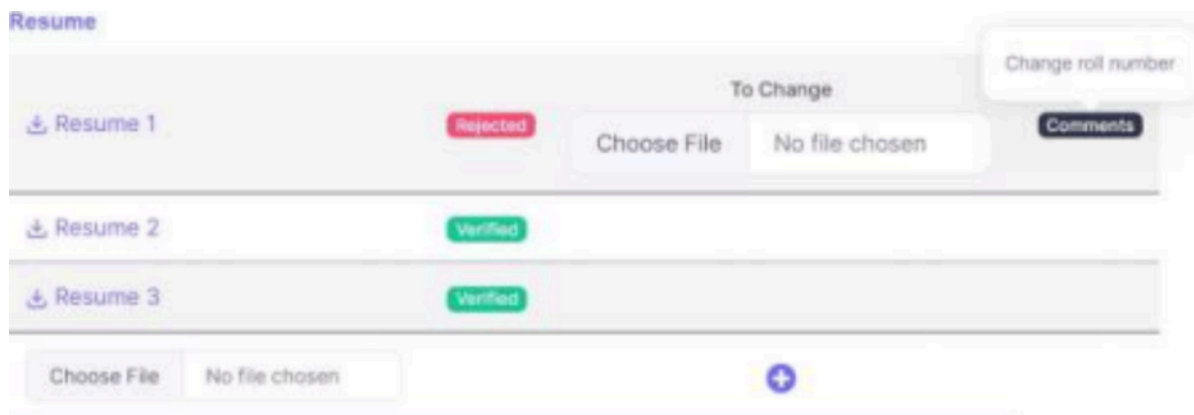 Resume
Change roll number
To Change
Resume 1 Rejected Choose File No file chosen Comments
Resume 2 Verified
Resume 3 Verified
Choose File No file chosen